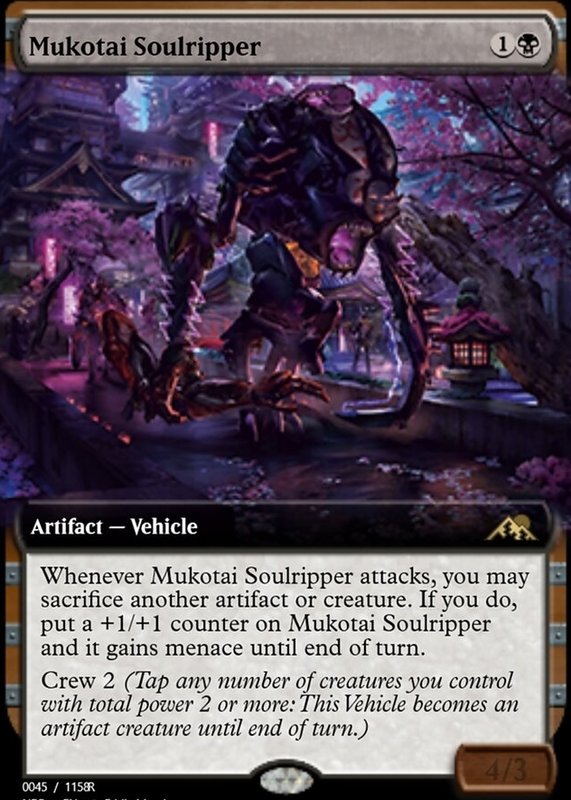 Mukotai Soulripper
1
Artifact — Vehicle
Whenever Mukotai Soulripper attacks, you may
sacrifice another artifact or creature. If you do,
put a +1/+1 counter on Mukotai Soulripper
and it gains menace until end of turn.
Crew 2 (Tap any number of creatures you control
with total power 2 or more: This Vehicle becomes an
artifact creature until end of turn.)
4/3
0045 / 1158R